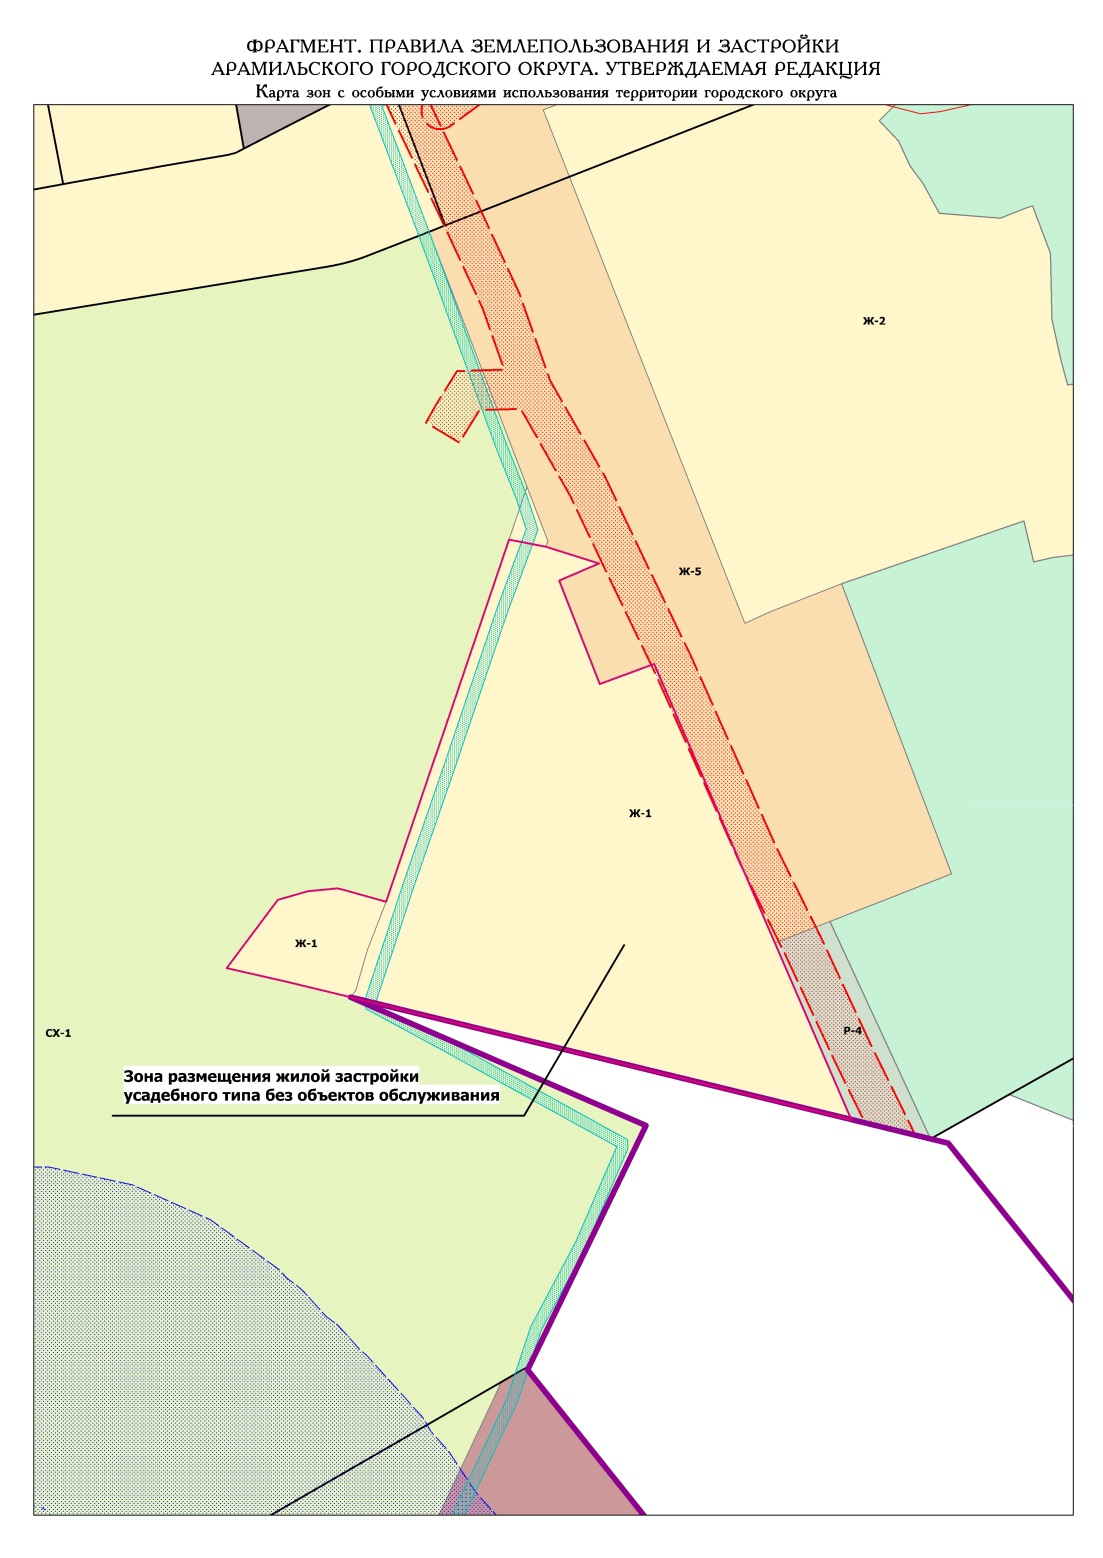 ФРАГМЕНТ. ПРАВИЛА ЗЕМЛЕПОЛЬЗОВАНИЯ И ЗАСТРОЙКИ
АРАМИЛЬСКОГО ГОРОДСКОГО ОКРУГА. УТВЕРЖДАЕМАЯ РЕДАКЦИЯ
Карта зон с особыми условиями использования территории городского округа
Ж-2
Ж-5
Ж-1
Ж-1
Р-4
СХ-1
Зона размещения жилой застройки
усадебного типа без объектов обслуживания